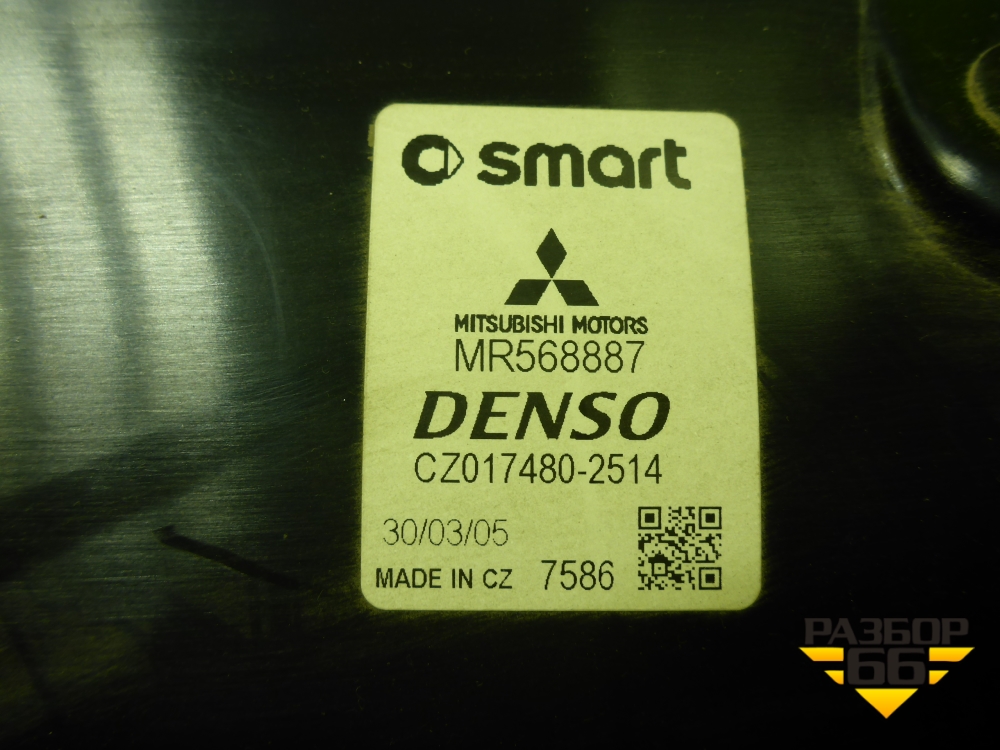 smart
MITSUBISHI MOTORS
MR568887
DENSO
CZ017480-2514
30/03/05
MADE IN CZ 7586
РАЗБОР
66